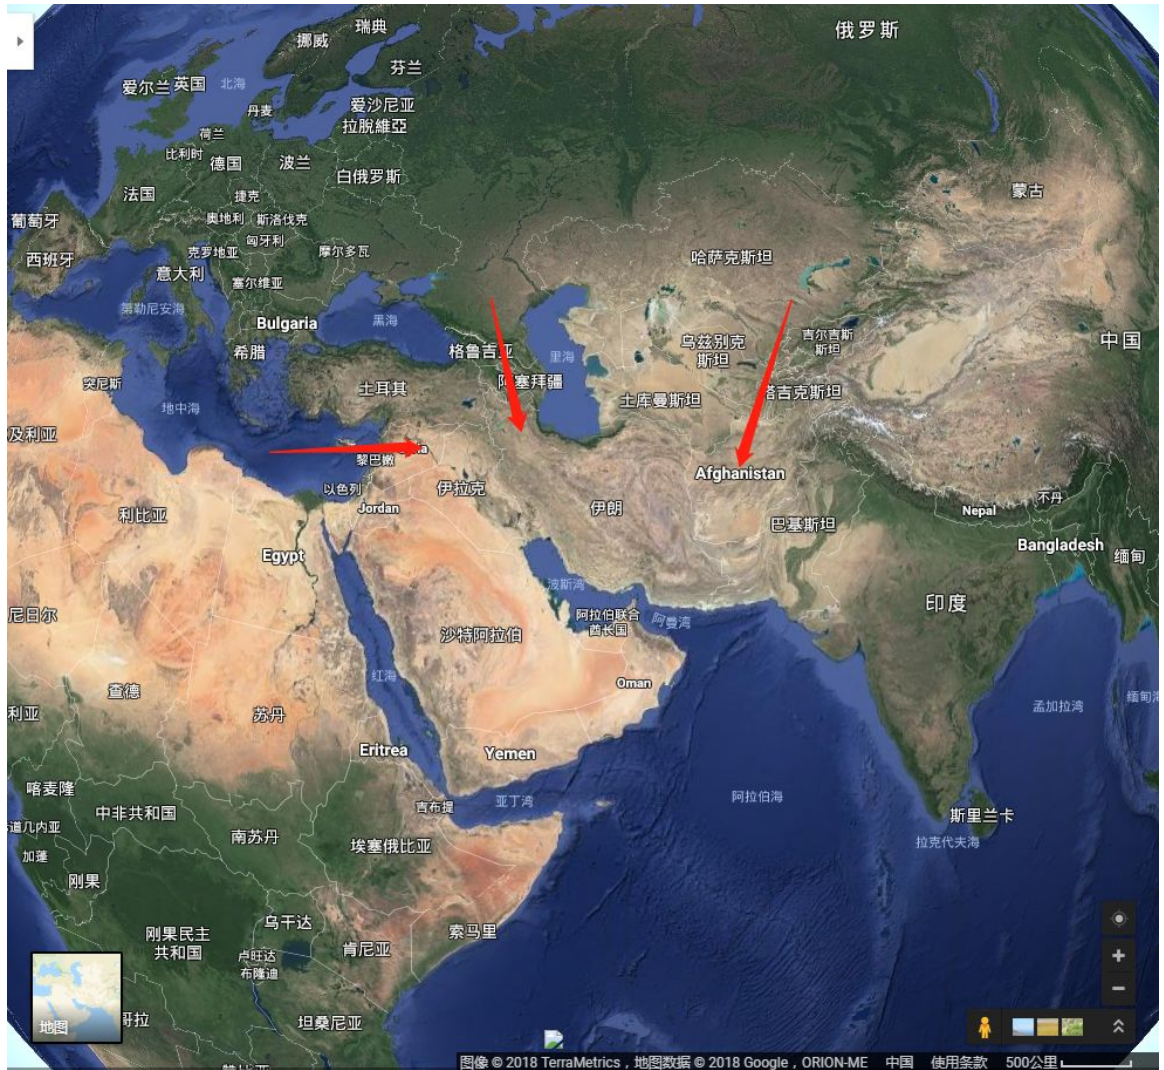 俄罗斯
瑞典
挪威
芬兰
爱尔兰
英国
北海
丹麦
爱沙尼亚
拉脫維亞
荷兰
比利时
德国
波兰
白俄罗斯
法国
捷克
蒙古
葡萄牙
奥地利
斯洛伐克
匈牙利
克罗地亚
摩尔多瓦
西班牙
意大利
塞尔维亚
哈萨克斯坦
第勒尼安海
Bulgaria
黑海
希腊
格鲁吉亚
里海
乌兹别克
斯坦
吉尔吉斯
斯坦
中国
突尼斯
土耳其
阿塞拜疆
土库曼斯坦
塔吉克斯坦
地中海
及利亚
黎巴嫩
Afghanistan
以色列
伊拉克
Jordan
伊朗
不丹
Nepal
利比亚
巴基斯坦
Egypt
Bangladesh
缅甸
波斯湾
尼日尔
阿拉伯联合
酋长国
阿曼湾
印度
沙特阿拉伯
红海
Oman
查德
利亚
苏丹
孟加拉湾
缅甸海
Eritrea
Yemen
喀麦隆
中非共和国
吉布提
亚丁湾
阿拉伯海
道几内亚
南苏丹
埃塞俄比亚
斯里兰卡
拉克代夫海
加蓬
刚果
乌干达
刚果民主
共和国
索马里
肯尼亚
卢旺达
布隆迪
哥拉
坦桑尼亚
地图
图像 © 2018 TerraMetrics，地图数据 © 2018 Google，ORION-ME 中国 使用条款 500公里